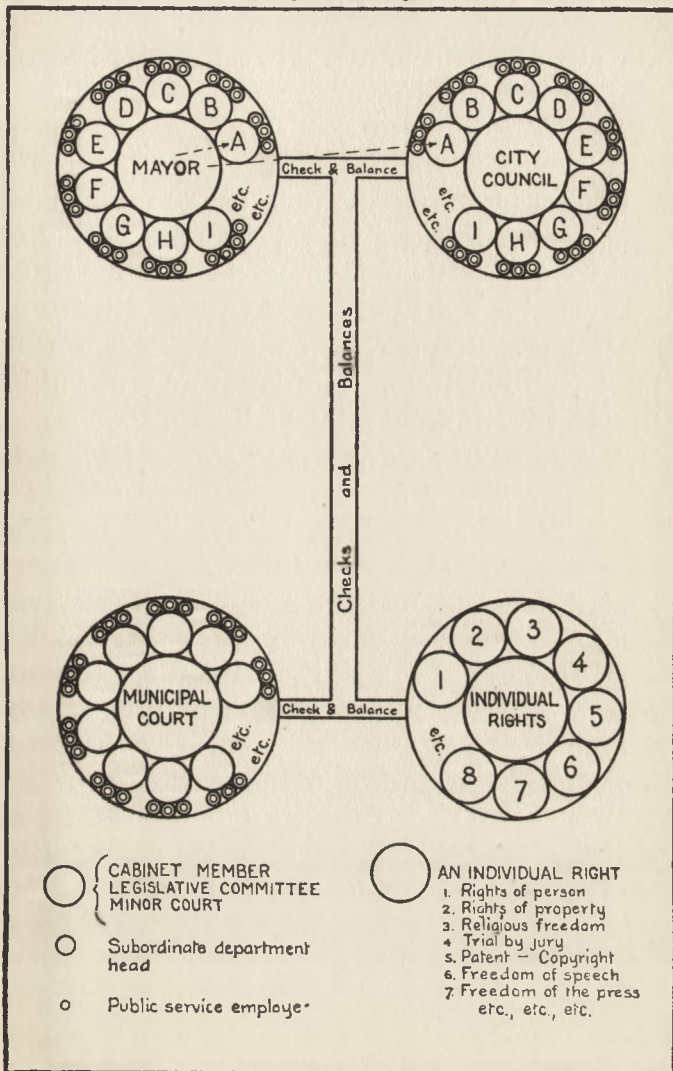 C
D
B
E
A
MAYOR
F
etc.
etc.
G
I
H
Check & Balance
C
B
D
A
E
CITY
COUNCIL
F
etc.
etc.
I
G
H
Checks and Balances
MUNICIPAL
COURT
etc.
etc.
Check & Balance
3
2
4
1
INDIVIDUAL
RIGHTS
5
etc.
6
8
7
CABINET MEMBER
LEGISLATIVE COMMITTEE
MINOR COURT
Subordinate department
head
Public service employe
AN INDIVIDUAL RIGHT
1. Rights of person
2. Rights of property
3. Religious freedom
4 Trial by jury
5. Patent – Copyright
6. Freedom of speech
7. Freedom of the press
etc., etc., etc.